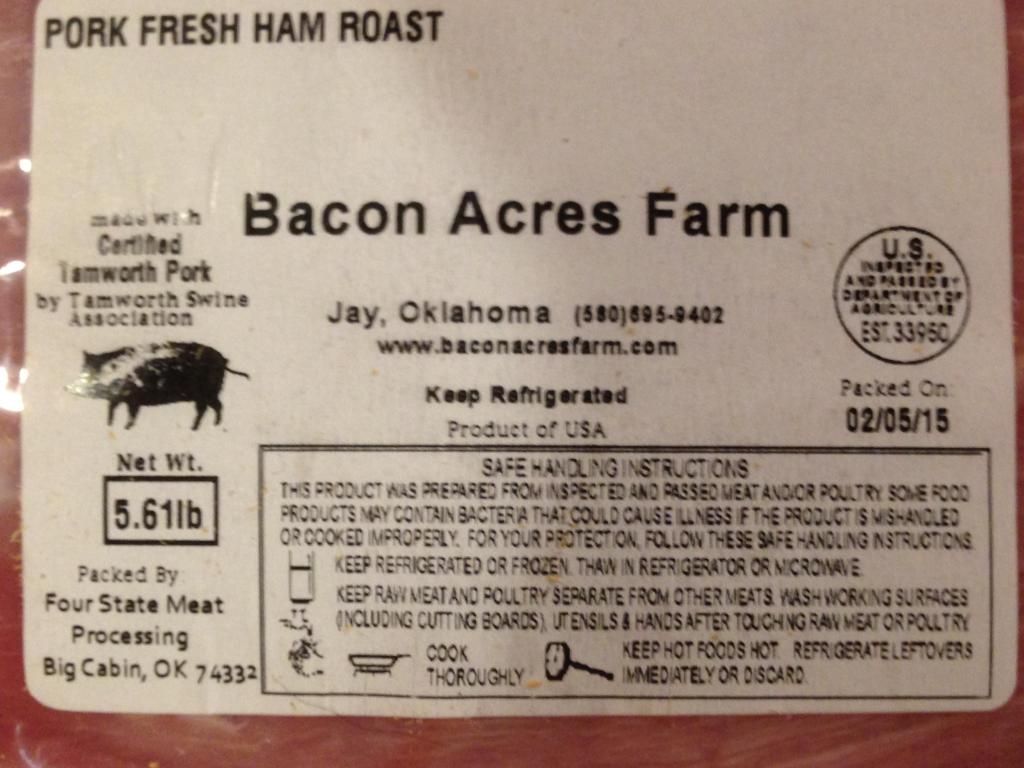 PORK FRESH HAM ROAST
Bacon Acres Farm
made with
Certified
Tamworth Pork
by Tamworth Swine
Association
Jay, Oklahoma (580)695-9402
www.baconacresfarm.com
Keep Refrigerated
Product of USA
U.S.
INSPECTED
AND PASSED BY
DEPARTMENT OF
AGRICULTURE
EST.33950
Packed On:
02/05/15
Net Wt.
5.61lb
Packed By:
Four State Meat
Processing
Big Cabin, OK 74332
SAFE HANDLING INSTRUCTIONS
THIS PRODUCT WAS PREPARED FROM INSPECTED AND PASSED MEAT AND/OR POULTRY. SOME FOOD
PRODUCTS MAY CONTAIN BACTERIA THAT COULD CAUSE ILLNESS IF THE PRODUCT IS MISHANDLED
OR COOKED IMPROPERLY. FOR YOUR PROTECTION, FOLLOW THESE SAFE HANDLING INSTRUCTIONS.
KEEP REFRIGERATED OR FROZEN. THAW IN REFRIGERATOR OR MICROWAVE.
KEEP RAW MEAT AND POULTRY SEPARATE FROM OTHER MEATS. WASH WORKING SURFACES
(INCLUDING CUTTING BOARDS), UTENSILS & HANDS AFTER TOUCHING RAW MEAT OR POULTRY.
COOK
THOROUGHLY
KEEP HOT FOODS HOT. REFRIGERATE LEFTOVERS
IMMEDIATELY OR DISCARD.